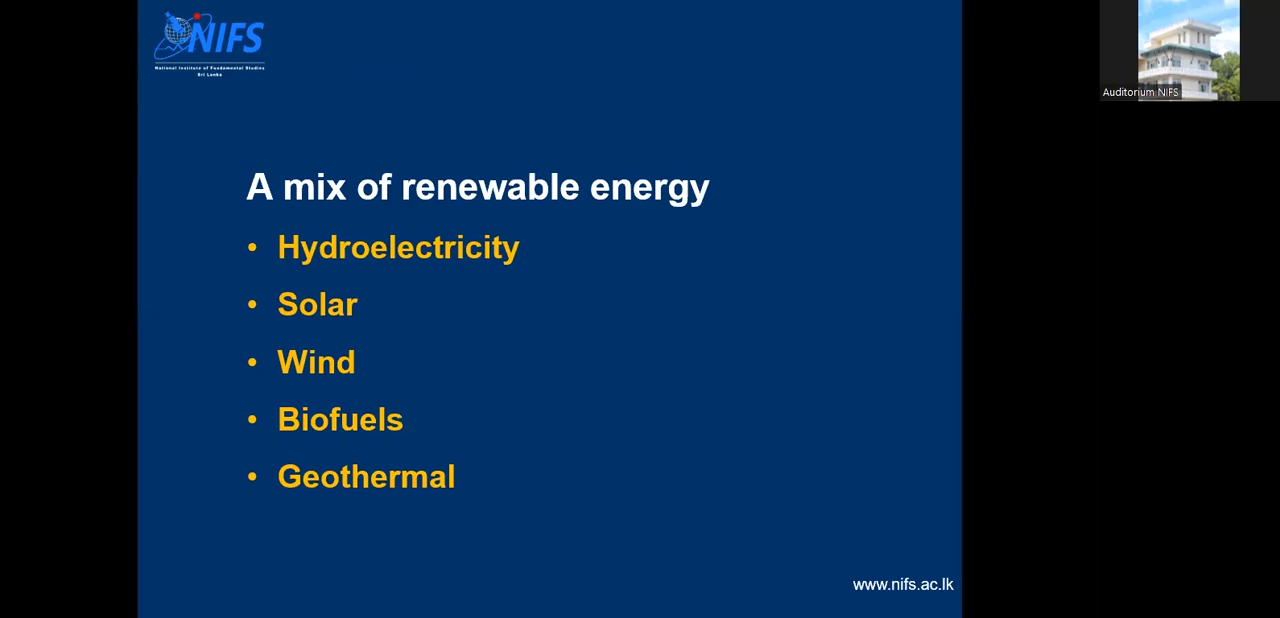 NIFS
National Institute of Fundamental Studies
Sri Lanka
Auditorium NIFS
A mix of renewable energy
• Hydroelectricity
• Solar
• Wind
• Biofuels
• Geothermal
www.nifs.ac.lk